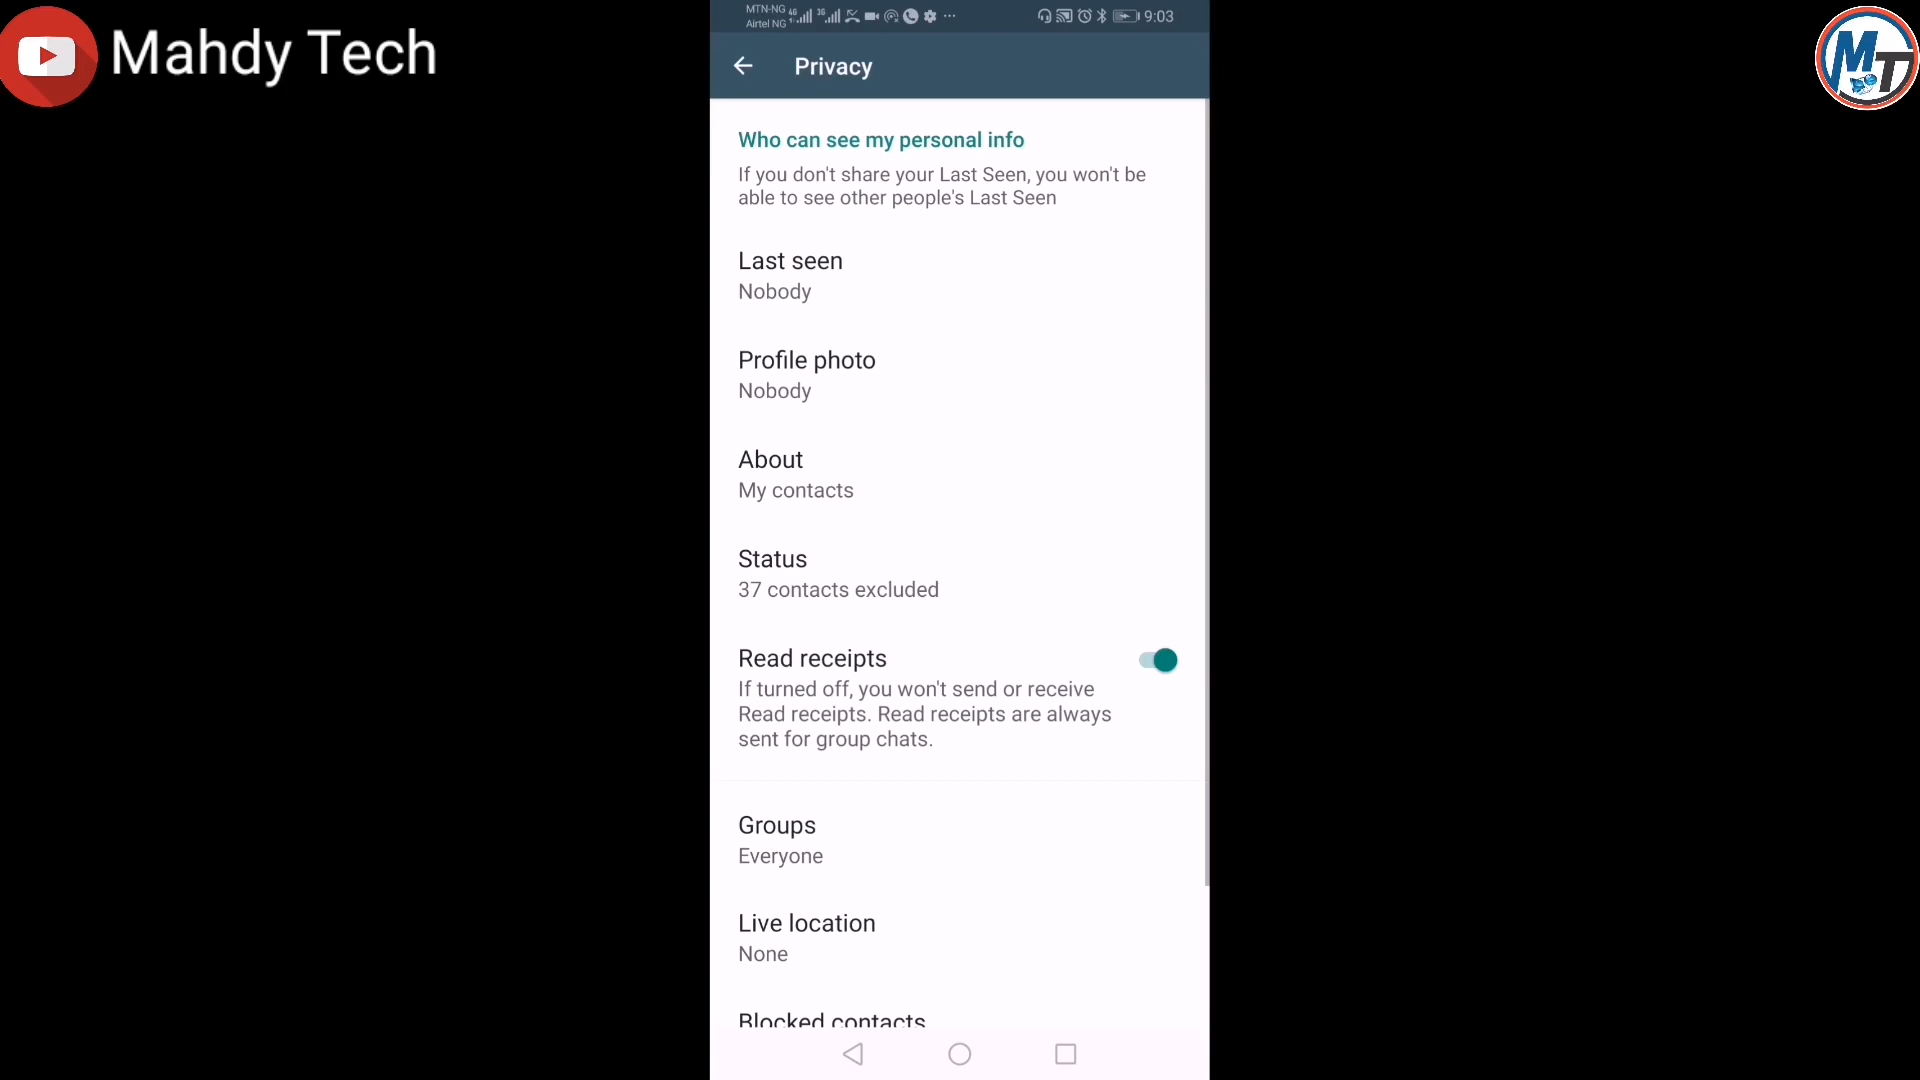 Mahdy Tech
MT
MTN-NG 4G 3G 9:03
Airtel NG
Privacy
Who can see my personal info
If you don't share your Last Seen, you won't be
able to see other people's Last Seen
Last seen
Nobody
Profile photo
Nobody
About
My contacts
Status
37 contacts excluded
Read receipts
If turned off, you won't send or receive
Read receipts. Read receipts are always
sent for group chats.
Groups
Everyone
Live location
None
Blocked contacts